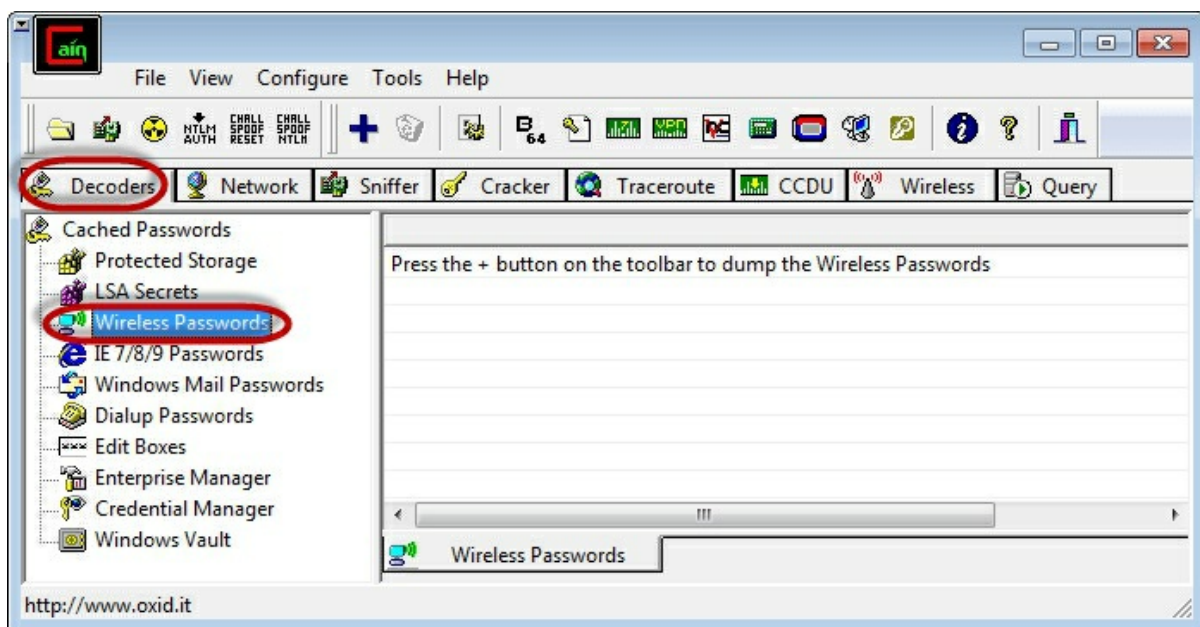 Cain
File View Configure Tools Help
NTLM AUTH CHALL SPOOF RESET CHALL SPOOF NTLM B 64 VPN
Decoders Network Sniffer Cracker Traceroute CCDU Wireless Query
Cached Passwords
Protected Storage
LSA Secrets
Wireless Passwords
IE 7/8/9 Passwords
Windows Mail Passwords
Dialup Passwords
Edit Boxes
Enterprise Manager
Credential Manager
Windows Vault
Press the + button on the toolbar to dump the Wireless Passwords
Wireless Passwords
http://www.oxid.it